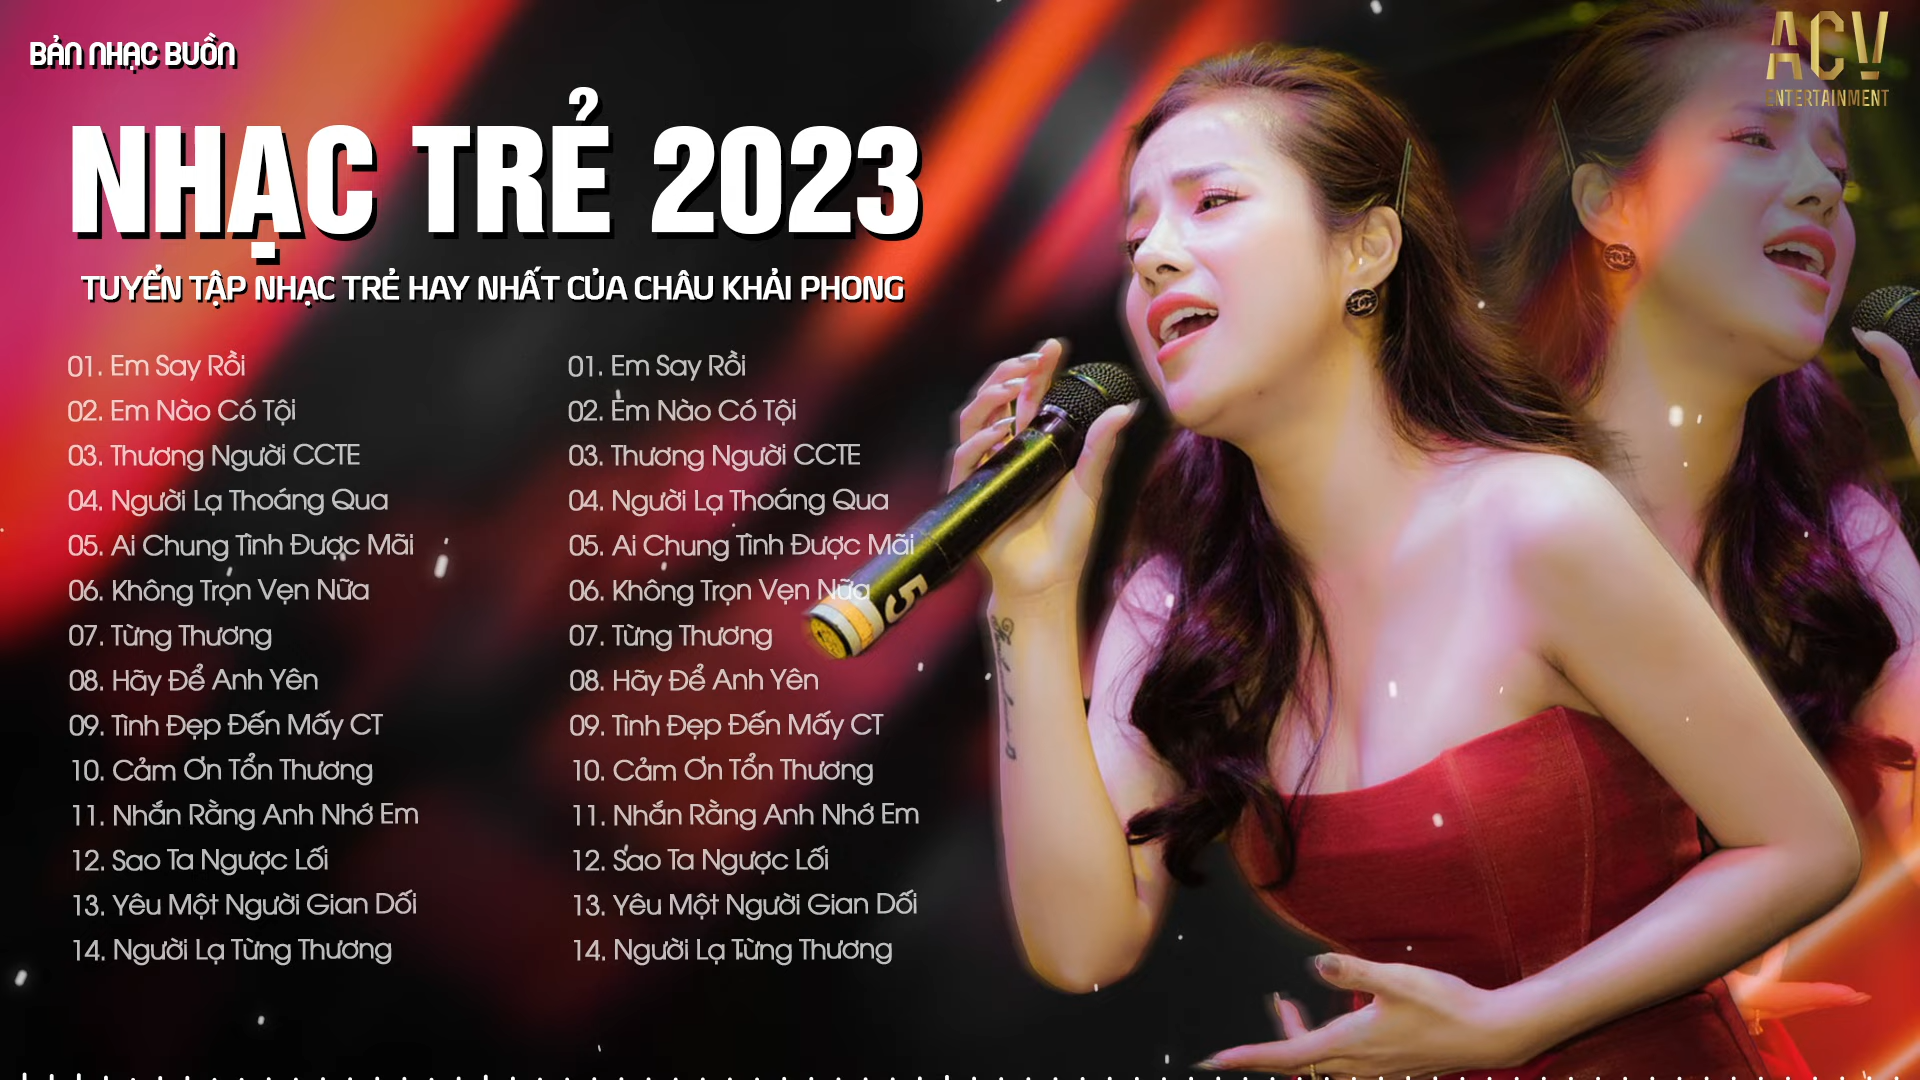 BẢN NHẠC BUỒN
ACV
ENTERTAINMENT
NHẠC TRẺ 2023
TUYỂN TẬP NHẠC TRẺ HAY NHẤT CỦA CHÂU KHẢI PHONG
01. Em Say Rồi
02. Em Nào Có Tội
03. Thương Người CCTE
04. Người Lạ Thoáng Qua
05. Ai Chung Tình Được Mãi
06. Không Trọn Vẹn Nữa
07. Từng Thương
08. Hãy Để Anh Yên
09. Tình Đẹp Đến Mấy CT
10. Cảm Ơn Tổn Thương
11. Nhắn Rằng Anh Nhớ Em
12. Sao Ta Ngược Lối
13. Yêu Một Người Gian Dối
14. Người Lạ Từng Thương
01. Em Say Rồi
02. Em Nào Có Tội
03. Thương Người CCTE
04. Người Lạ Thoáng Qua
05. Ai Chung Tình Được Mãi
06. Không Trọn Vẹn Nữa
07. Từng Thương
08. Hãy Để Anh Yên
09. Tình Đẹp Đến Mấy CT
10. Cảm Ơn Tổn Thương
11. Nhắn Rằng Anh Nhớ Em
12. Sao Ta Ngược Lối
13. Yêu Một Người Gian Dối
14. Người Lạ Từng Thương
5